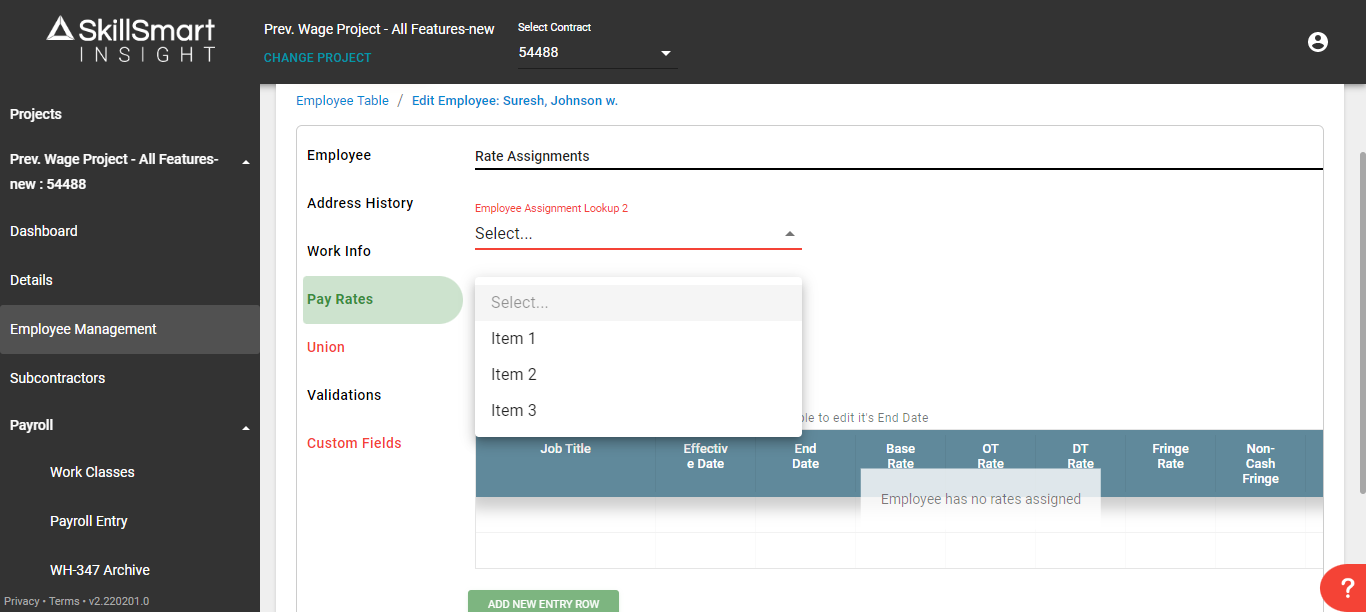 SkillSmart
INSIGHT
Prev. Wage Project - All Features-new
CHANGE PROJECT
Select Contract
54488
Projects
Prev. Wage Project - All Features-
new : 54488
Dashboard
Details
Employee Management
Subcontractors
Payroll
Work Classes
Payroll Entry
WH-347 Archive
Privacy • Terms • v2.220201.0
Employee Table / Edit Employee: Suresh, Johnson w.
Employee
Address History
Work Info
Pay Rates
Union
Validations
Custom Fields
Rate Assignments
Employee Assignment Lookup 2
Select...
Select...
Item 1
Item 2
Item 3
to edit it's End Date
Job Title
Effectiv
e Date
End
Date
Base
Rate
OT
Rate
DT
Rate
Fringe
Rate
Non-
Cash
Fringe
Employee has no rates assigned
ADD NEW ENTRY ROW
?